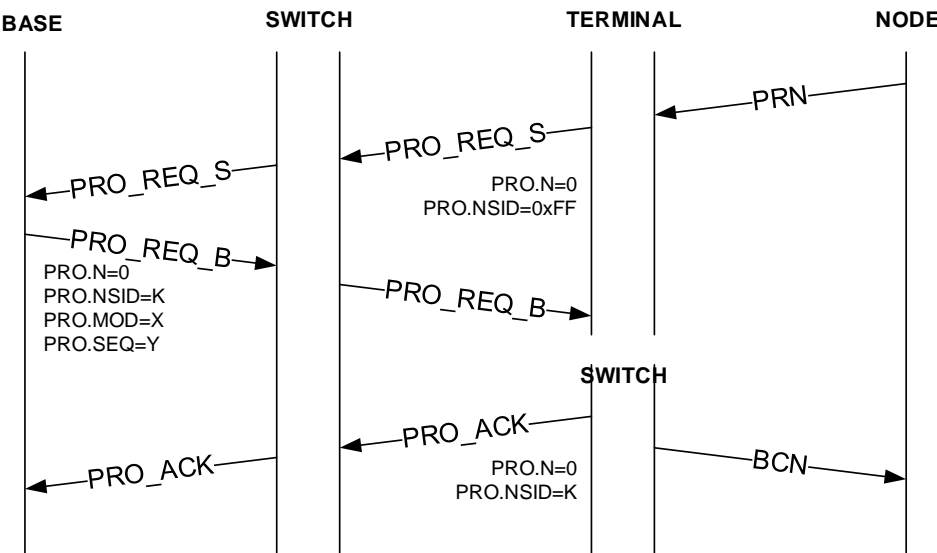 BASE
SWITCH
TERMINAL
NODE
PRN
PRO_REQ_S
PRO_REQ_S
PRO.N=0
PRO.NSID=0xFF
PRO_REQ_B
PRO.N=0
PRO.NSID=K
PRO.MOD=X
PRO.SEQ=Y
PRO_REQ_B
SWITCH
PRO_ACK
PRO_ACK
PRO.N=0
PRO.NSID=K
BCN